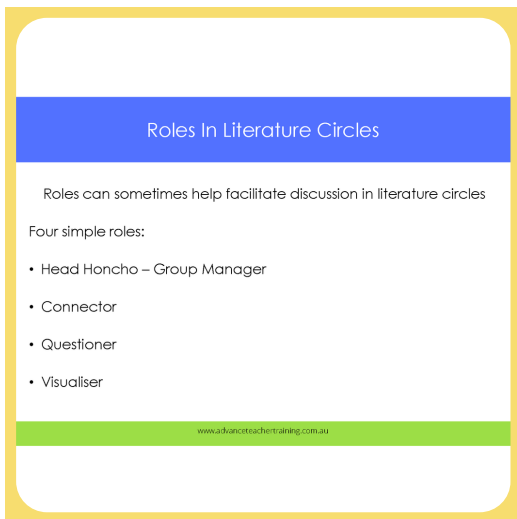 Roles In Literature Circles
Roles can sometimes help facilitate discussion in literature circles
Four simple roles:
• Head Honcho – Group Manager
• Connector
• Questioner
• Visualiser
www.advanceteachertraining.com.au